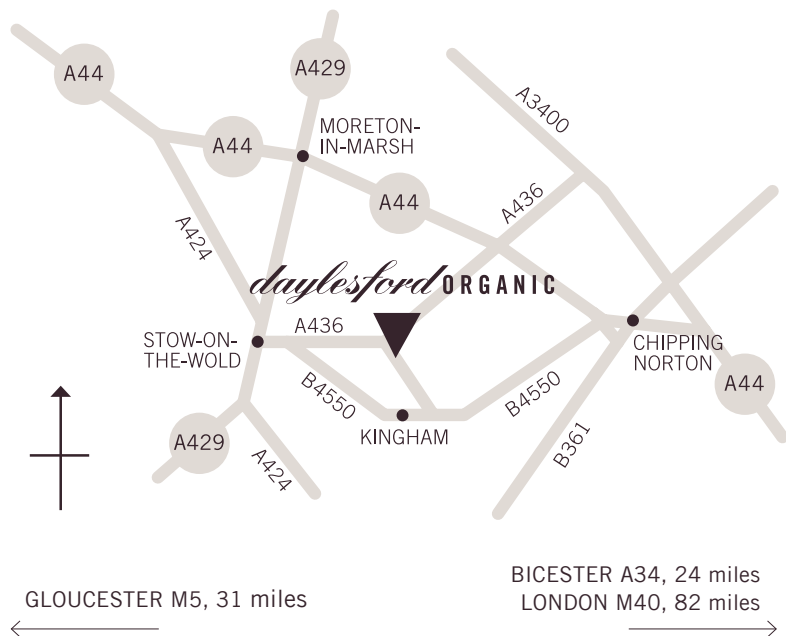 A44
A429
A3400
MORETON-
IN-MARSH
A44
A44
A436
A424
daylesford ORGANIC
A436
STOW-ON-
THE-WOLD
CHIPPING
NORTON
B4550
B4550
A44
KINGHAM
A429
A424
B361
BICESTER A34, 24 miles
GLOUCESTER M5, 31 miles
LONDON M40, 82 miles